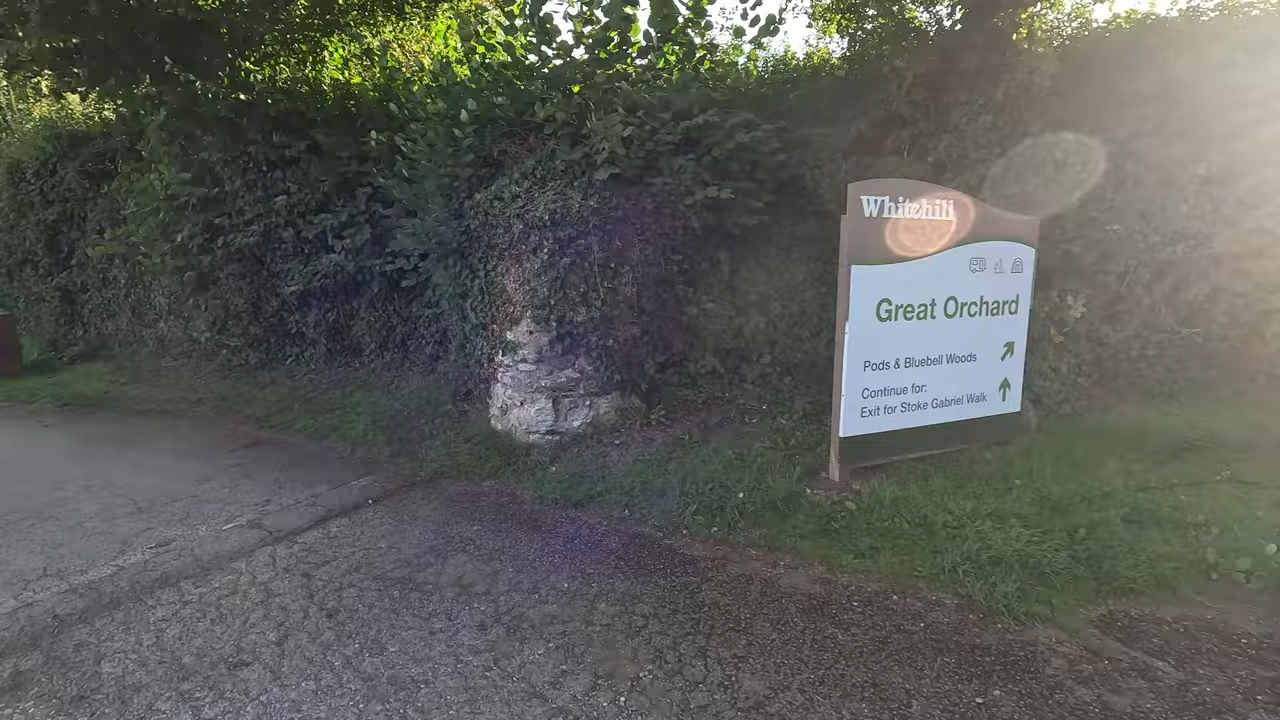 Whitehill
Great Orchard
Pods & Bluebell Woods
Continue for:
Exit for Stoke Gabriel Walk